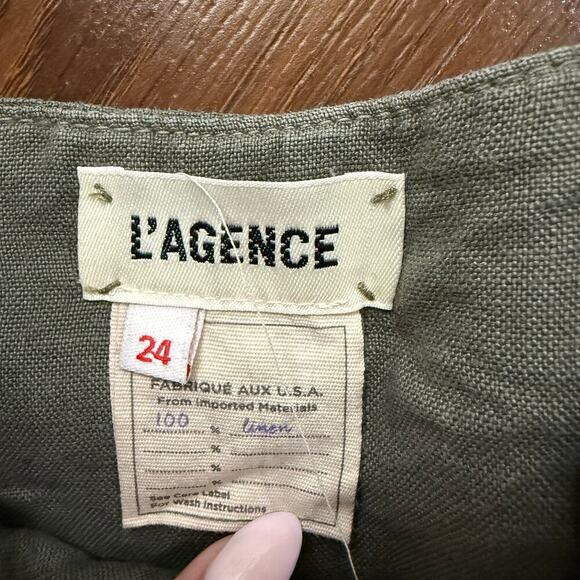 L'AGENCE
24
FABRIQUÉ AUX U.S.A.
From Imported Materials
100 % linen
%
%
%
See Care Label
For Wash Instructions